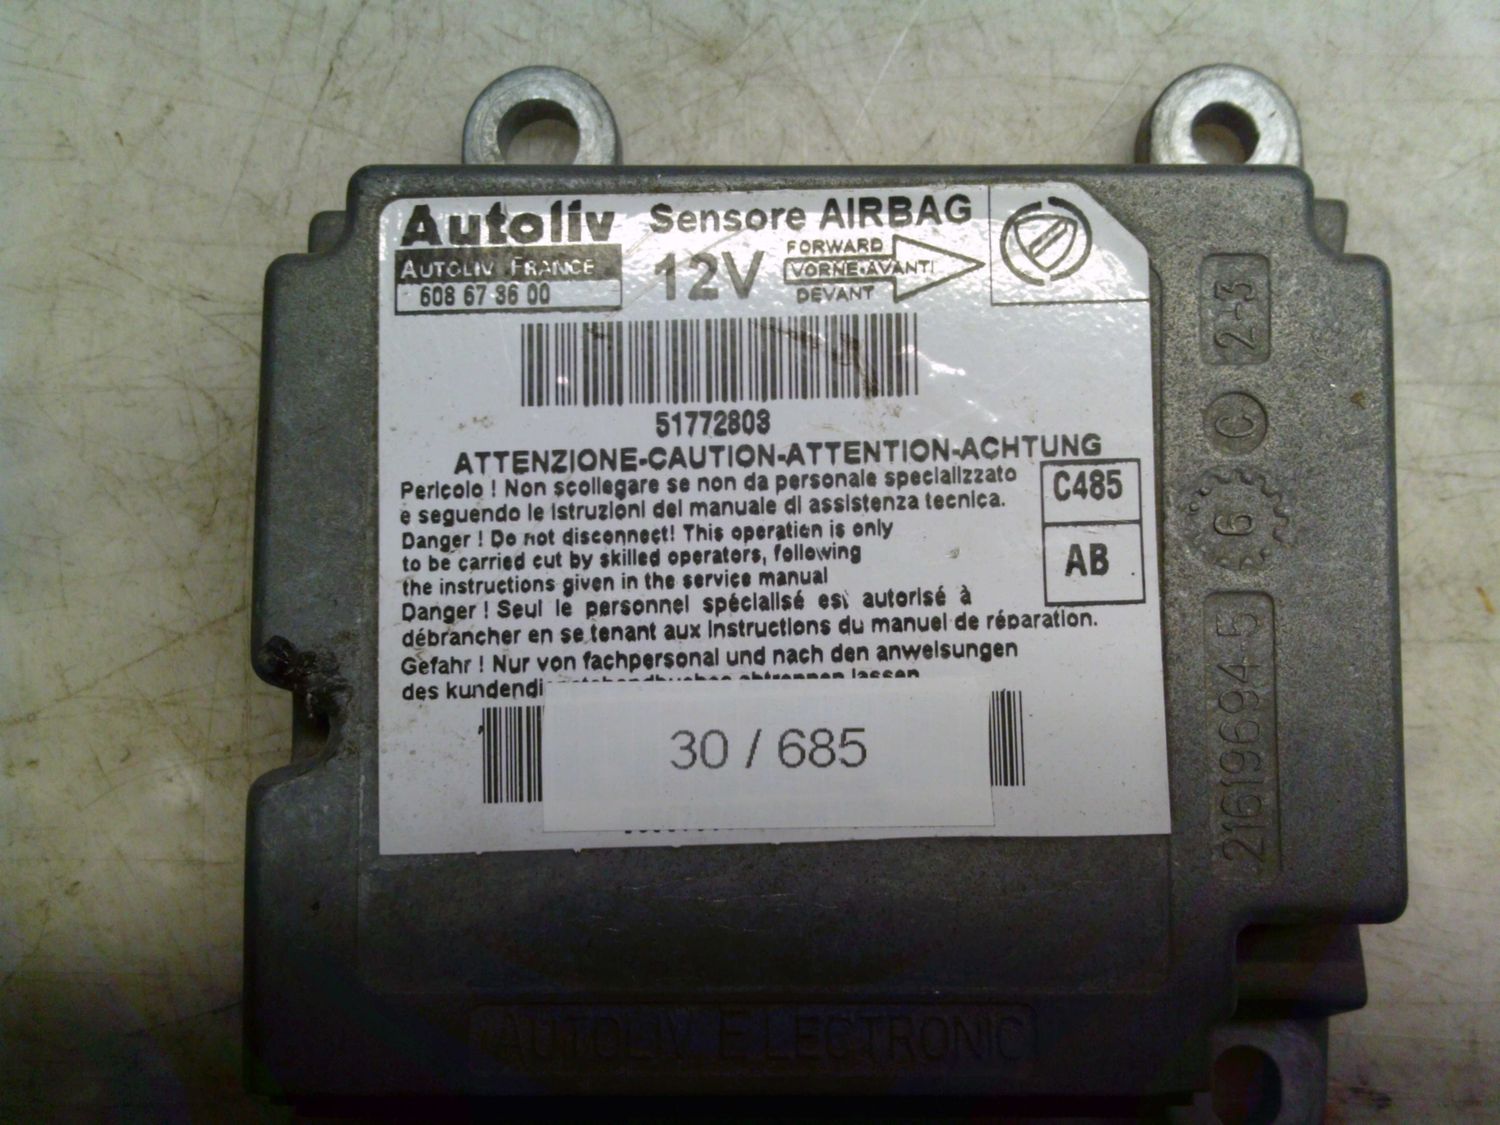 Autoliv Sensore AIRBAG
AUTOLIV FRANCE
608 67 36 00
12V
FORWARD
VORNE-AVANTI
DEVANT
51772803
ATTENZIONE-CAUTION-ATTENTION-ACHTUNG
Pericolo ! Non scollegare se non da personale specialIzzato
e seguendo le istruzioni del manuale di assistenza tecnica.
Danger ! Do not disconnect! This operation is only
to be carried out by skilled operators, following
the instructions given in the service manual
Danger ! Seul le personnel spécialisé est autorisé à
débrancher en se tenant aux instructions du manuel de réparation.
Gefahr ! Nur von fachpersonal und nach den anweisungen
des kundendienstshandbuches abtrennen lassen
C485
AB
30 / 685
2-3
C
6
21619694 5
AUTOLIV ELECTRONIC